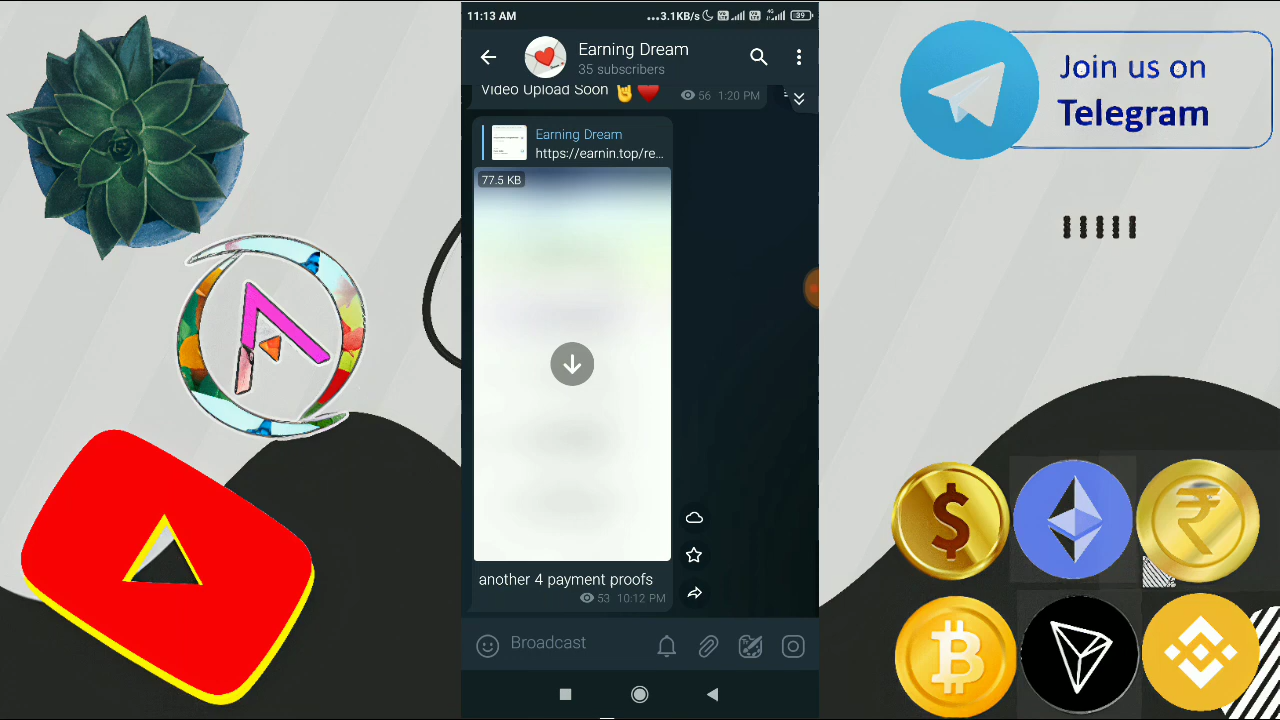 11:13 AM
...3.1KB/s
4G
39
Earning Dream
35 subscribers
Video Upload Soon 🤘❤️
56 1:20 PM
Earning Dream
https://earnin.top/re...
77.5 KB
another 4 payment proofs
53 10:12 PM
Broadcast
Join us on
Telegram